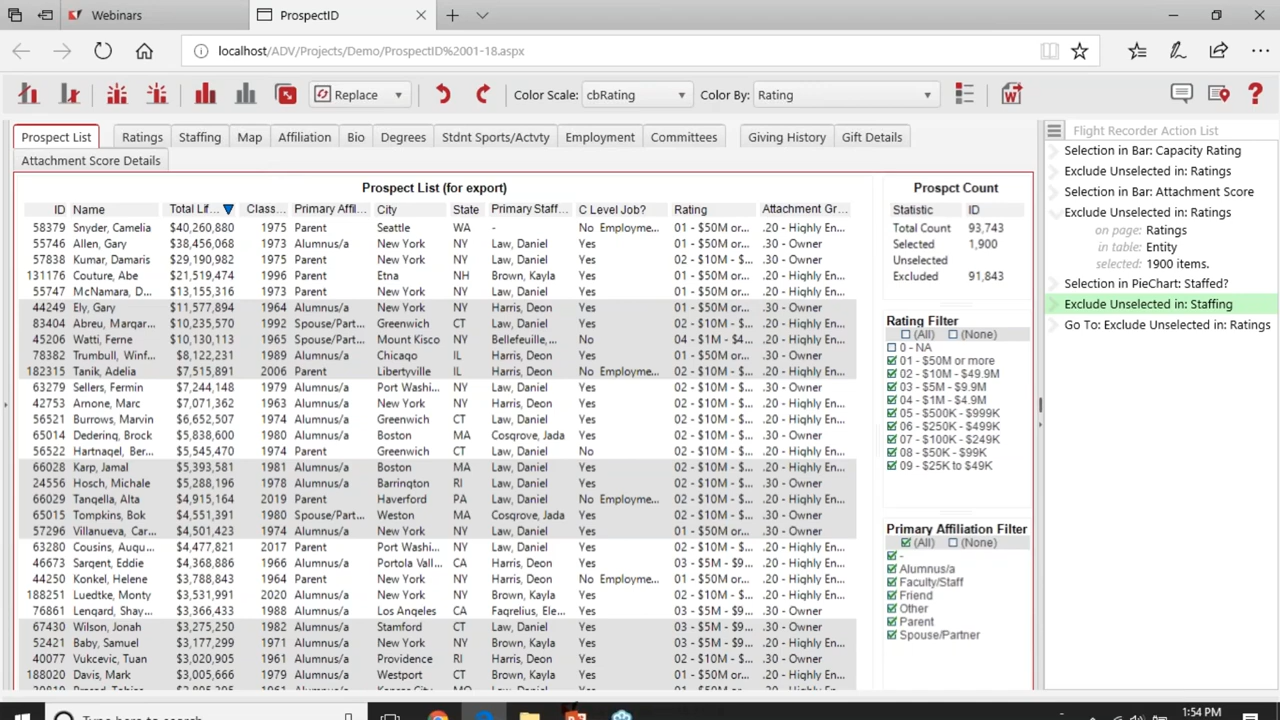 Webinars
ProspectID
localhost/ADV/Projects/Demo/ProspectID%2001-18.aspx
Replace
Color Scale: cbRating
Color By: Rating
Prospect List Ratings Staffing Map Affiliation Degrees Stdnt Sports/Actvty Employment Committees Giving History Gift Details
Attachment Score Details
Prospect List (for export)
ID Name Total Lif... Class... Primary Affil... City State Primary Staff... C Level Job? Rating Attachment Gr...
58379 Snyder, Camelia $40,260,880 1975 Parent Seattle WA - No Employme... 01 - $50M or... .20 - Highly En...
55746 Allen, Gary $38,456,068 1973 Alumnus/a New York NY Law, Daniel Yes 01 - $50M or... .30 - Owner
57838 Kumar, Damaris $29,190,982 1975 Parent New York NY Law, Daniel Yes 02 - $10M - $... .30 - Owner
131176 Couture, Abe $21,519,474 1996 Parent Etna NH Brown, Kayla Yes 01 - $50M or... .20 - Highly En...
55747 McNamara, D... $13,155,316 1973 Parent New York NY Law, Daniel Yes 02 - $10M - $... .20 - Highly En...
44249 Ely, Gary $11,577,894 1964 Alumnus/a New York NY Harris, Deon Yes 01 - $50M or... .30 - Owner
83404 Abreu, Margar... $10,235,570 1992 Spouse/Part... Greenwich CT Law, Daniel Yes 02 - $10M - $... .20 - Highly En...
45206 Watti, Ferne $10,130,113 1965 Spouse/Part... Mount Kisco NY Bellefeuille,... No 04 - $1M - $4... .30 - Owner
78382 Trumbull, Winf... $8,122,231 1989 Alumnus/a Chicago IL Harris, Deon Yes 02 - $10M - $... .30 - Owner
182315 Tanik, Adelia $7,515,891 2006 Parent Libertyville IL Harris, Deon No Employme... 02 - $10M - $... .20 - Highly En...
63279 Sellers, Fermin $7,244,148 1979 Alumnus/a Port Washi... NY Law, Daniel Yes 02 - $10M - $... .30 - Owner
42753 Arnone, Marc $7,071,362 1963 Alumnus/a New York NY Harris, Deon Yes 02 - $10M - $... .30 - Owner
56521 Burrows, Marvin $6,652,507 1974 Alumnus/a Greenwich CT Law, Daniel Yes 02 - $10M - $... .30 - Owner
65014 Dedering, Brock $5,838,600 1980 Alumnus/a Boston MA Cosgrove, Jada Yes 02 - $10M - $... .30 - Owner
56522 Hartnagel, Ber... $5,545,470 1974 Parent Greenwich CT Law, Daniel No 02 - $10M - $... .20 - Highly En...
66028 Karp, Jamal $5,393,581 1981 Alumnus/a Boston MA Law, Daniel Yes 02 - $10M - $... .30 - Owner
24556 Hosch, Michale $5,288,196 1978 Alumnus/a Barrington RI Law, Daniel Yes 02 - $10M - $... .30 - Owner
66029 Tangella, Alta $4,915,164 2019 Parent Haverford PA Law, Daniel No Employme... 02 - $10M - $... .20 - Highly En...
65015 Tompkins, Bok $4,551,391 1980 Spouse/Part... Weston MA Cosgrove, Jada Yes 02 - $10M - $... .20 - Highly En...
57296 Villanueva, Car... $4,501,423 1974 Alumnus/a New York NY Law, Daniel Yes 01 - $50M or... .30 - Owner
63280 Cousins, Augu... $4,477,821 2017 Parent Port Washi... NY Law, Daniel Yes 02 - $10M - $... .20 - Highly En...
46673 Sargent, Eddie $4,368,886 1966 Alumnus/a Portola Vall... CA Harris, Deon Yes 03 - $5M - $9... .30 - Owner
44250 Konkel, Helene $3,788,843 1964 Parent New York NY Harris, Deon No Employme... 01 - $50M or... .20 - Highly En...
188251 Luedtke, Monty $3,531,991 2020 Alumnus/a New York NY Brown, Kayla Yes 01 - $50M or... .20 - Highly En...
76861 Lengard, Shay... $3,366,433 1988 Alumnus/a Los Angeles CA Fagrelius, Ele... Yes 03 - $5M - $9... .30 - Owner
67430 Wilson, Jonah $3,275,250 1982 Alumnus/a Stamford CT Law, Daniel Yes 03 - $5M - $9... .30 - Owner
52421 Baby, Samuel $3,177,299 1971 Alumnus/a New York NY Brown, Kayla Yes 03 - $5M - $9... .20 - Highly En...
40077 Vukcevic, Tuan $3,020,905 1961 Alumnus/a Providence RI Harris, Deon Yes 02 - $10M - $... .30 - Owner
188020 Davis, Mark $3,005,666 1979 Alumnus/a Westport CT Brown, Kayla Yes 01 - $50M or... .20 - Highly En...
Prospct Count
Statistic ID
Total Count 93,743
Selected 1,900
Unselected
Excluded 91,843
Rating Filter
(All) (None)
0 - NA
01 - $50M or more
02 - $10M - $49.9M
03 - $5M - $9.9M
04 - $1M - $4.9M
05 - $500K - $999K
06 - $250K - $499K
07 - $100K - $249K
08 - $50K - $99K
09 - $25K to $49K
Primary Affiliation Filter
(All) (None)
-
Alumnus/a
Faculty/Staff
Friend
Other
Parent
Spouse/Partner
Flight Recorder Action List
Selection in Bar: Capacity Rating
Exclude Unselected in: Ratings
Selection in Bar: Attachment Score
Exclude Unselected in: Ratings
on page: Ratings
in table: Entity
selected: 1900 items.
Selection in PieChart: Staffed?
Exclude Unselected in: Staffing
Go To: Exclude Unselected in: Ratings
Type here to search
1:54 PM